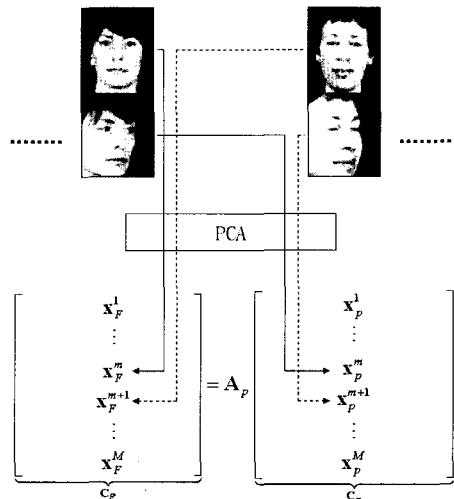 ........ ........
PCA
x_F^1 x_p^1
⋮ ⋮
x_F^m x_p^m
= A_p
x_F^{m+1} x_p^{m+1}
⋮ ⋮
x_F^M x_p^M
C_F